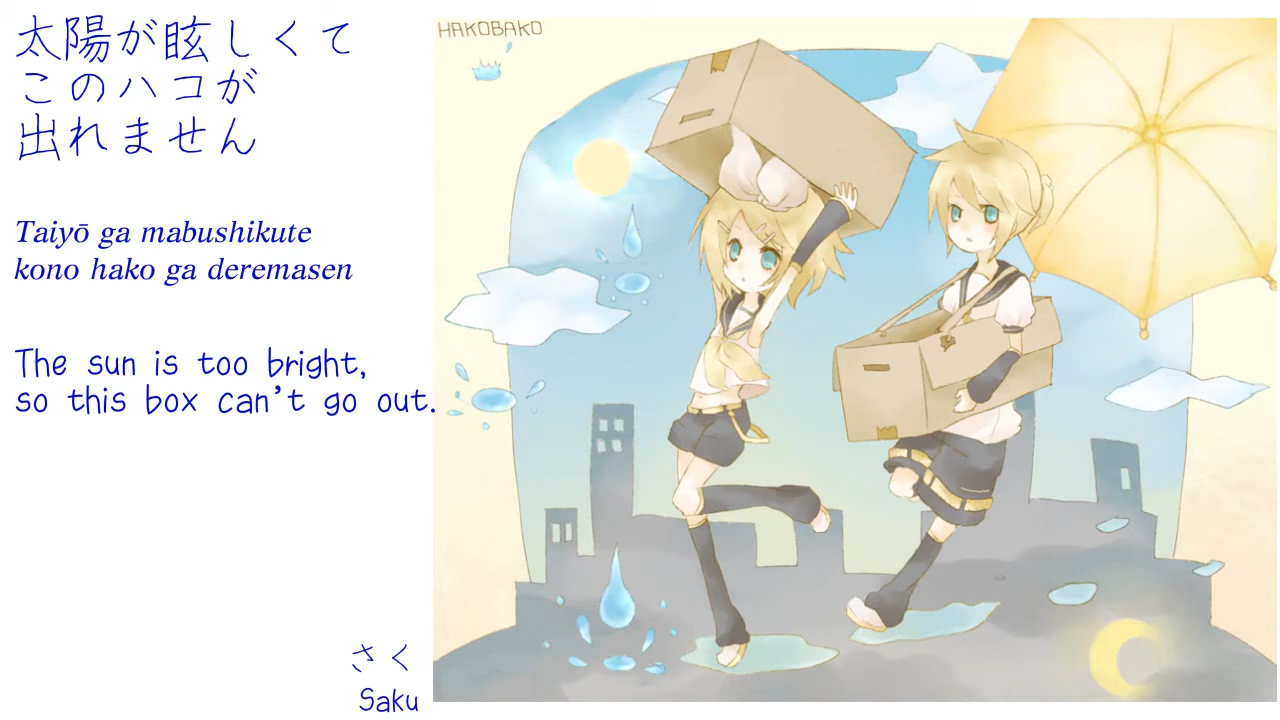 太陽が眩しくて
このハコが
出れません
Taiyō ga mabushikute
kono hako ga deremasen
The sun is too bright,
so this box can't go out.
さく
Saku
HAKOBAKO